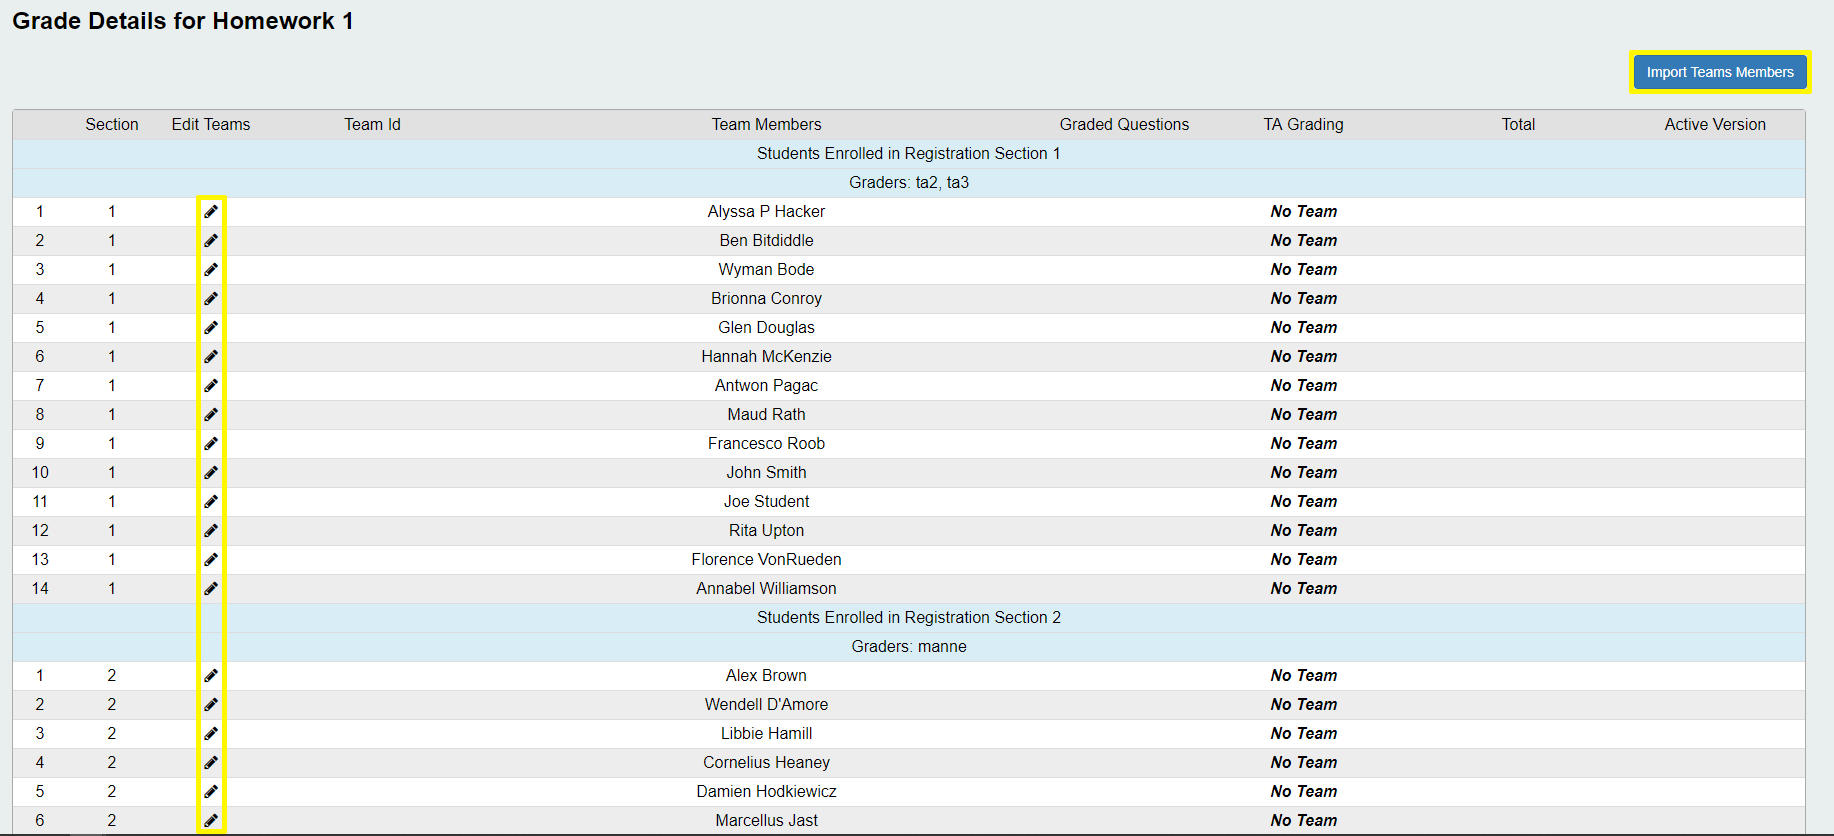 Grade Details for Homework 1
Import Teams Members
Section Edit Teams Team Id Team Members Graded Questions TA Grading Total Active Version
Students Enrolled in Registration Section 1
Graders: ta2, ta3
1 1 Alyssa P Hacker No Team
2 1 Ben Bitdiddle No Team
3 1 Wyman Bode No Team
4 1 Brionna Conroy No Team
5 1 Glen Douglas No Team
6 1 Hannah McKenzie No Team
7 1 Antwon Pagac No Team
8 1 Maud Rath No Team
9 1 Francesco Roob No Team
10 1 John Smith No Team
11 1 Joe Student No Team
12 1 Rita Upton No Team
13 1 Florence VonRueden No Team
14 1 Annabel Williamson No Team
Students Enrolled in Registration Section 2
Graders: manne
1 2 Alex Brown No Team
2 2 Wendell D'Amore No Team
3 2 Libbie Hamill No Team
4 2 Cornelius Heaney No Team
5 2 Damien Hodkiewicz No Team
6 2 Marcellus Jast No Team